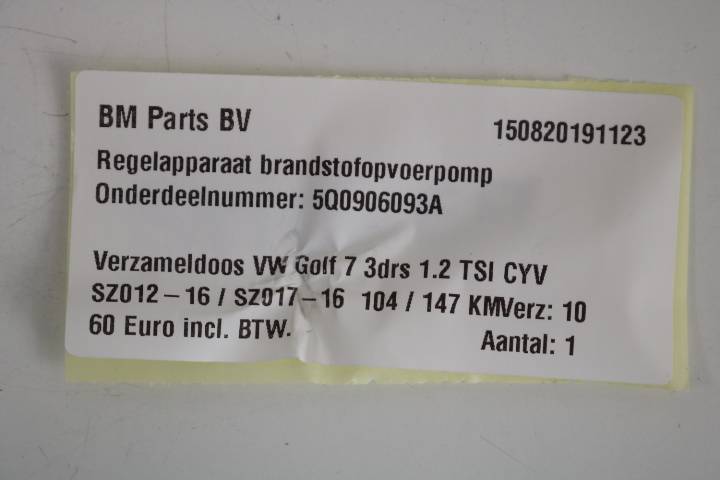 BM Parts BV 150820191123
Regelapparaat brandstofopvoerpomp
Onderdeelnummer: 5Q0906093A
Verzameldoos VW Golf 7 3drs 1.2 TSI CYV
SZ012-16 / SZ017-16 104 / 147 KMVerz: 10
60 Euro incl. BTW. Aantal: 1